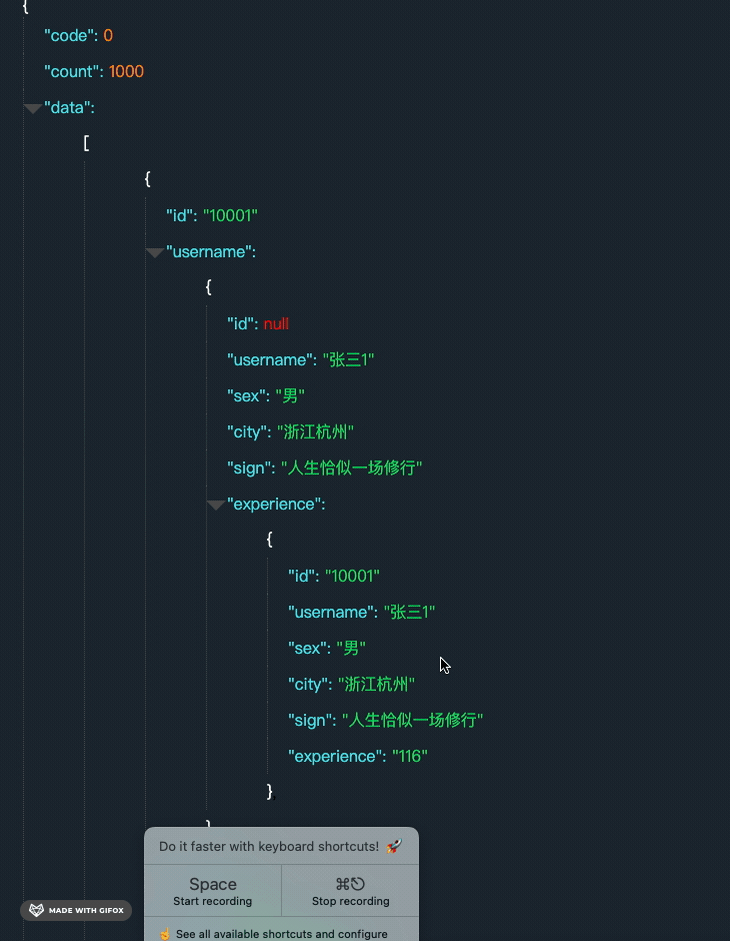 {
"code": 0
"count": 1000
"data":
[
{
"id": "10001"
"username":
{
"id": null
"username": "张三1"
"sex": "男"
"city": "浙江杭州"
"sign": "人生恰似一场修行"
"experience":
{
"id": "10001"
"username": "张三1"
"sex": "男"
"city": "浙江杭州"
"sign": "人生恰似一场修行"
"experience": "116"
}
}
Do it faster with keyboard shortcuts! 🚀
Space
Start recording
⌘⎋
Stop recording
☝ See all available shortcuts and configure
MADE WITH GIFOX